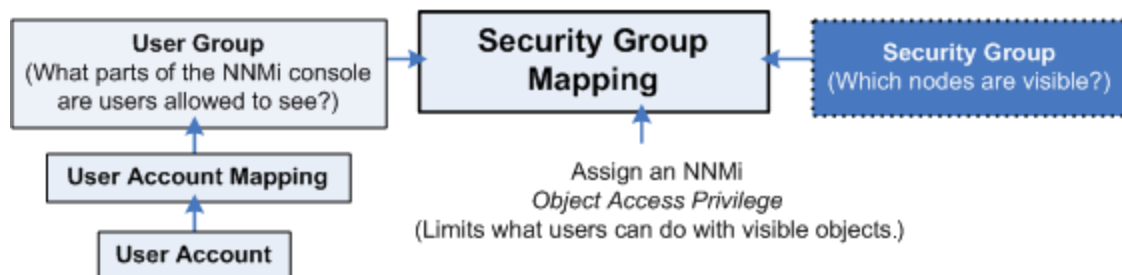 User Group
(What parts of the NNMi console
are users allowed to see?)
Security Group
Mapping
Security Group
(Which nodes are visible?)
User Account Mapping
User Account
Assign an NNMi
Object Access Privilege
(Limits what users can do with visible objects.)